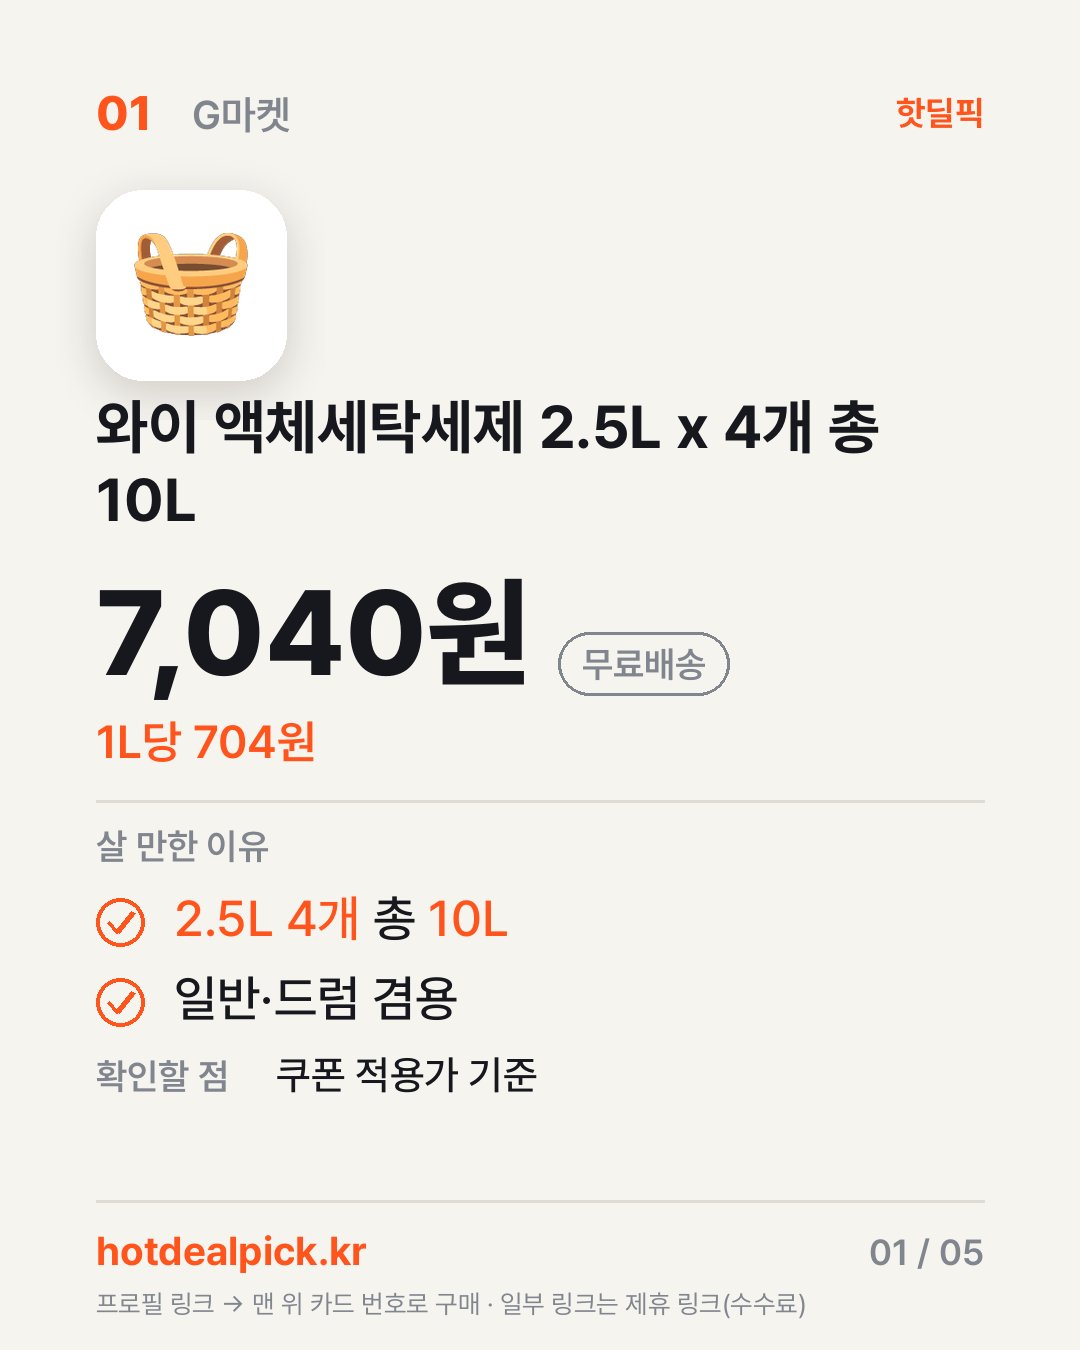 01 G마켓 핫딜픽
와이 액체세탁세제 2.5L x 4개 총
10L
7,040원 무료배송
1L당 704원
살 만한 이유
2.5L 4개 총 10L
일반·드럼 겸용
확인할 점 쿠폰 적용가 기준
hotdealpick.kr 01 / 05
프로필 링크 → 맨 위 카드 번호로 구매 · 일부 링크는 제휴 링크(수수료)